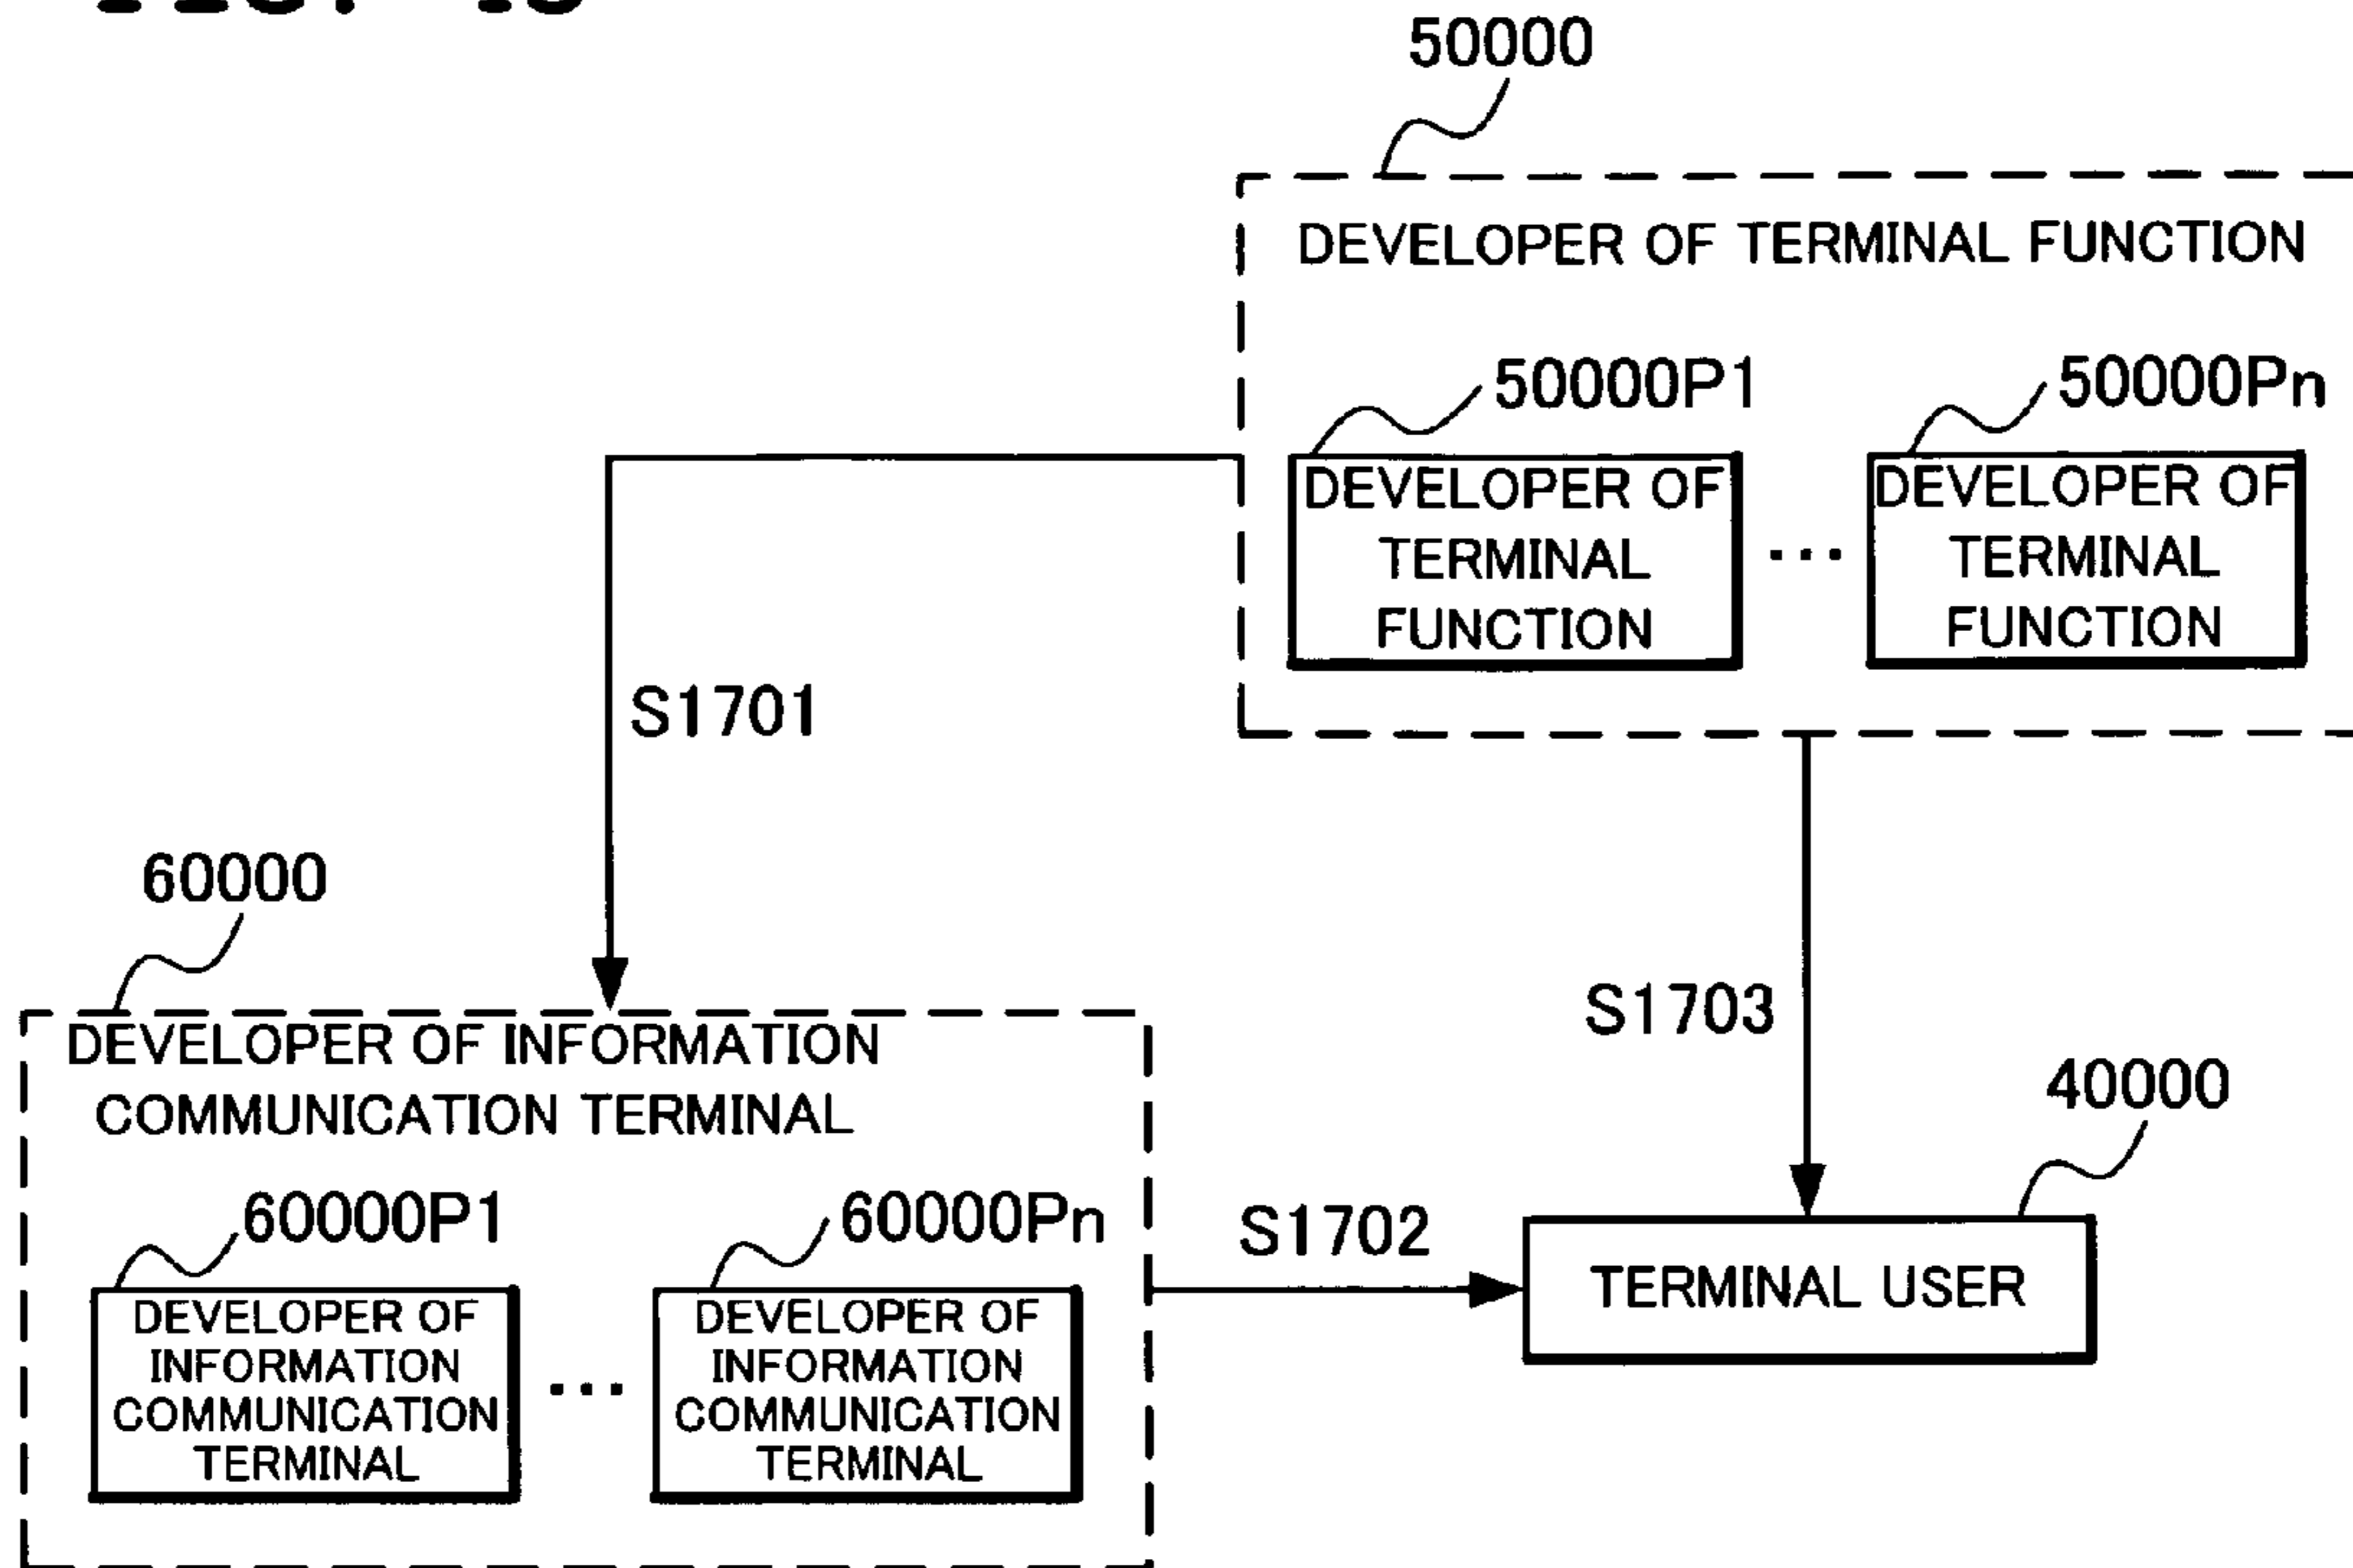 50000
DEVELOPER OF TERMINAL FUNCTION
50000P1
50000Pn
DEVELOPER OF
TERMINAL
FUNCTION
...
DEVELOPER OF
TERMINAL
FUNCTION
S1701
60000
S1703
DEVELOPER OF INFORMATION
COMMUNICATION TERMINAL
40000
60000P1
60000Pn
S1702
TERMINAL USER
DEVELOPER OF
INFORMATION
COMMUNICATION
TERMINAL
...
DEVELOPER OF
INFORMATION
COMMUNICATION
TERMINAL